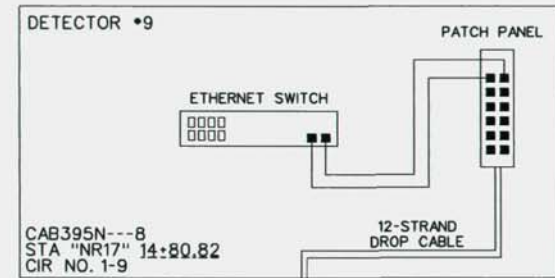 DETECTOR •9
PATCH PANEL
ETHERNET SWITCH
12-STRAND
DROP CABLE
CAB395N---8
STA "NR17" 14+80.82
CIR NO. 1-9